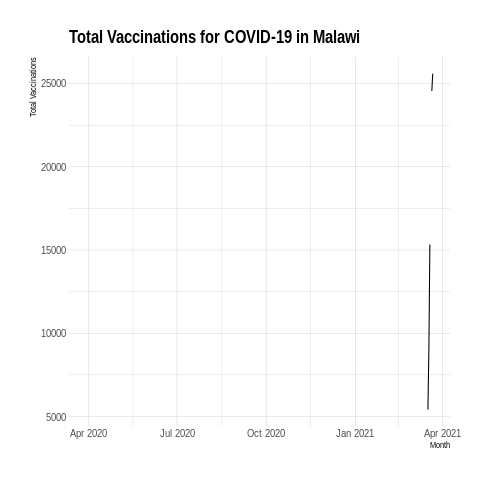 Total Vaccinations for COVID-19 in Malawi
Total Vaccinations
25000
20000
15000
10000
5000
Apr 2020 Jul 2020 Oct 2020 Jan 2021 Apr 2021
Month